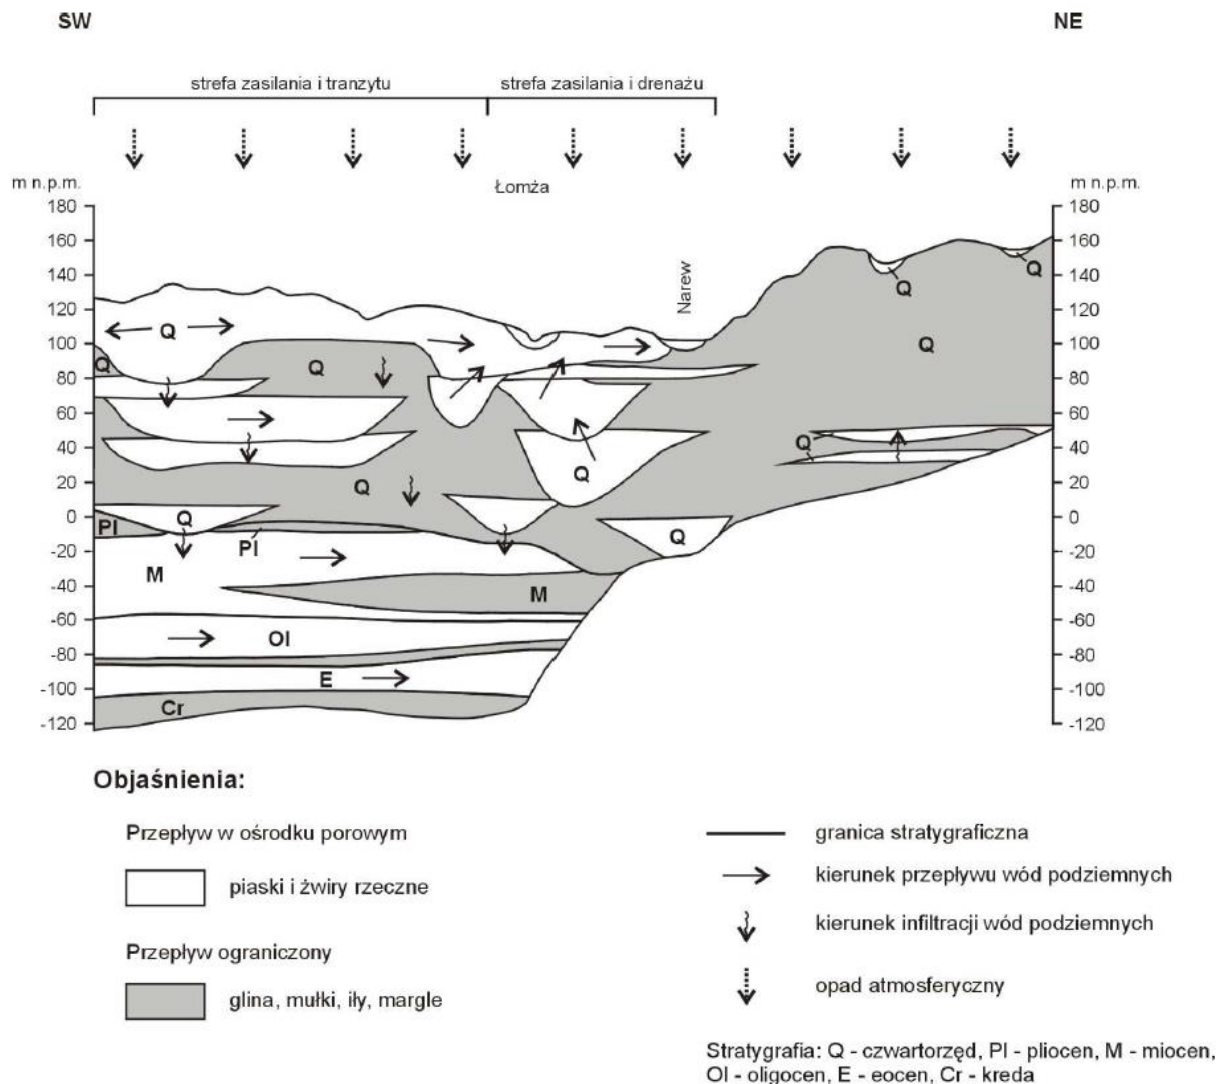 SW
NE
strefa zasilania i tranzytu
strefa zasilania i drenażu
m n.p.m.
Łomża
m n.p.m.
180
180
160
160
Q
140
Q
140
Narew
120
120
Q
100
Q
100
Q
Q
80
80
60
60
40
Q
40
Q
20
Q
20
0
Q
0
Pl
Q
-20
Pl
-20
M
-40
M
-40
-60
-60
Ol
-80
-80
E
-100
-100
Cr
-120
-120
Objaśnienia:
Przepływ w ośrodku porowym
piaski i żwiry rzeczne
Przepływ ograniczony
glina, mułki, iły, margle
granica stratygraficzna
kierunek przepływu wód podziemnych
kierunek infiltracji wód podziemnych
opad atmosferyczny
Stratygrafia: Q - czwartorzęd, Pl - pliocen, M - miocen,
Ol - oligocen, E - eocen, Cr - kreda